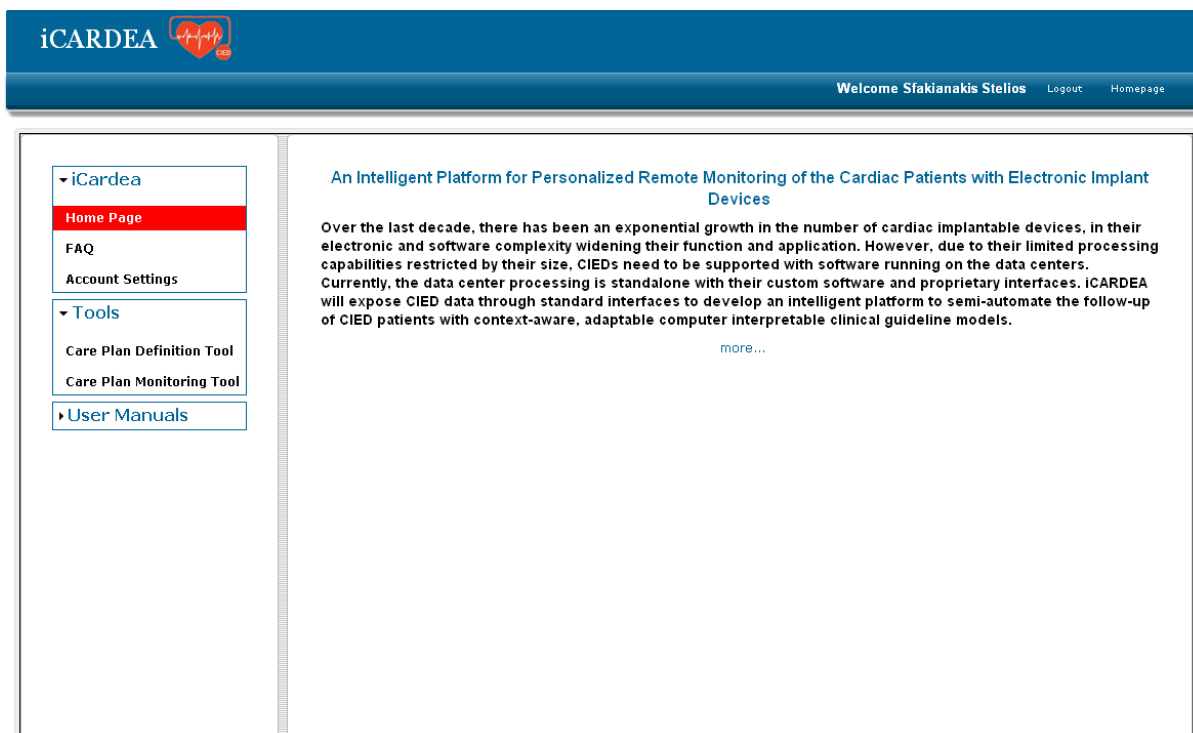 iCARDEA
CIED
Welcome Sfakianakis Stelios Logout Homepage
iCardea
Home Page
FAQ
Account Settings
Tools
Care Plan Definition Tool
Care Plan Monitoring Tool
User Manuals
An Intelligent Platform for Personalized Remote Monitoring of the Cardiac Patients with Electronic Implant
Devices
Over the last decade, there has been an exponential growth in the number of cardiac implantable devices, in their
electronic and software complexity widening their function and application. However, due to their limited processing
capabilities restricted by their size, CIEDs need to be supported with software running on the data centers.
Currently, the data center processing is standalone with their custom software and proprietary interfaces. iCARDEA
will expose CIED data through standard interfaces to develop an intelligent platform to semi-automate the follow-up
of CIED patients with context-aware, adaptable computer interpretable clinical guideline models.
more...